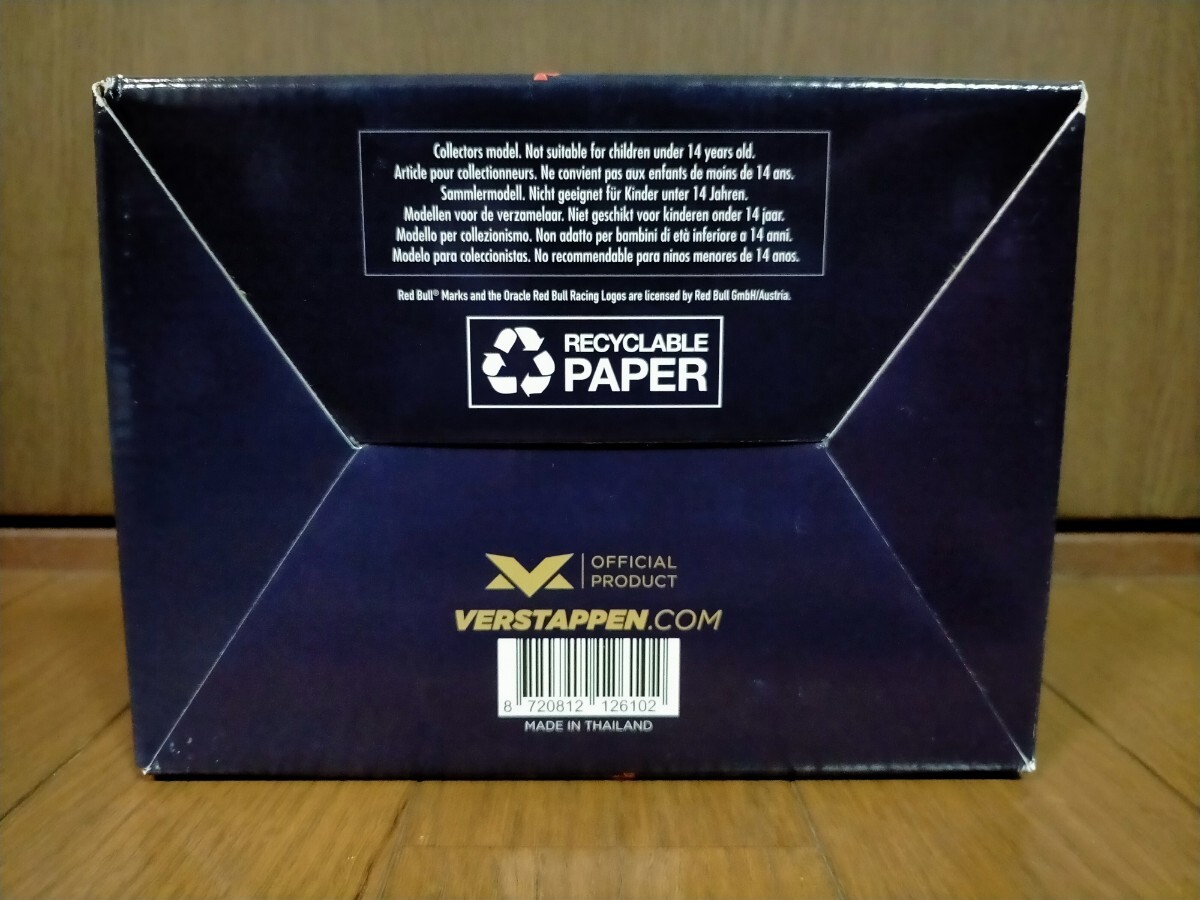 Collectors model. Not suitable for children under 14 years old.
Article pour collectionneurs. Ne convient pas aux enfants de moins de 14 ans.
Sammlermodell. Nicht geeignet für Kinder unter 14 Jahren.
Modellen voor de verzamelaar. Niet geschikt voor kinderen onder 14 jaar.
Modello per collezionismo. Non adatto per bambini di età inferiore a 14 anni.
Modelo para coleccionistas. No recommendable para ninos menores de 14 anos.
Red Bull® Marks and the Oracle Red Bull Racing Logos are licensed by Red Bull GmbH/Austria.
RECYCLABLE
PAPER
OFFICIAL
PRODUCT
VERSTAPPEN.COM
8 720812 126102
MADE IN THAILAND